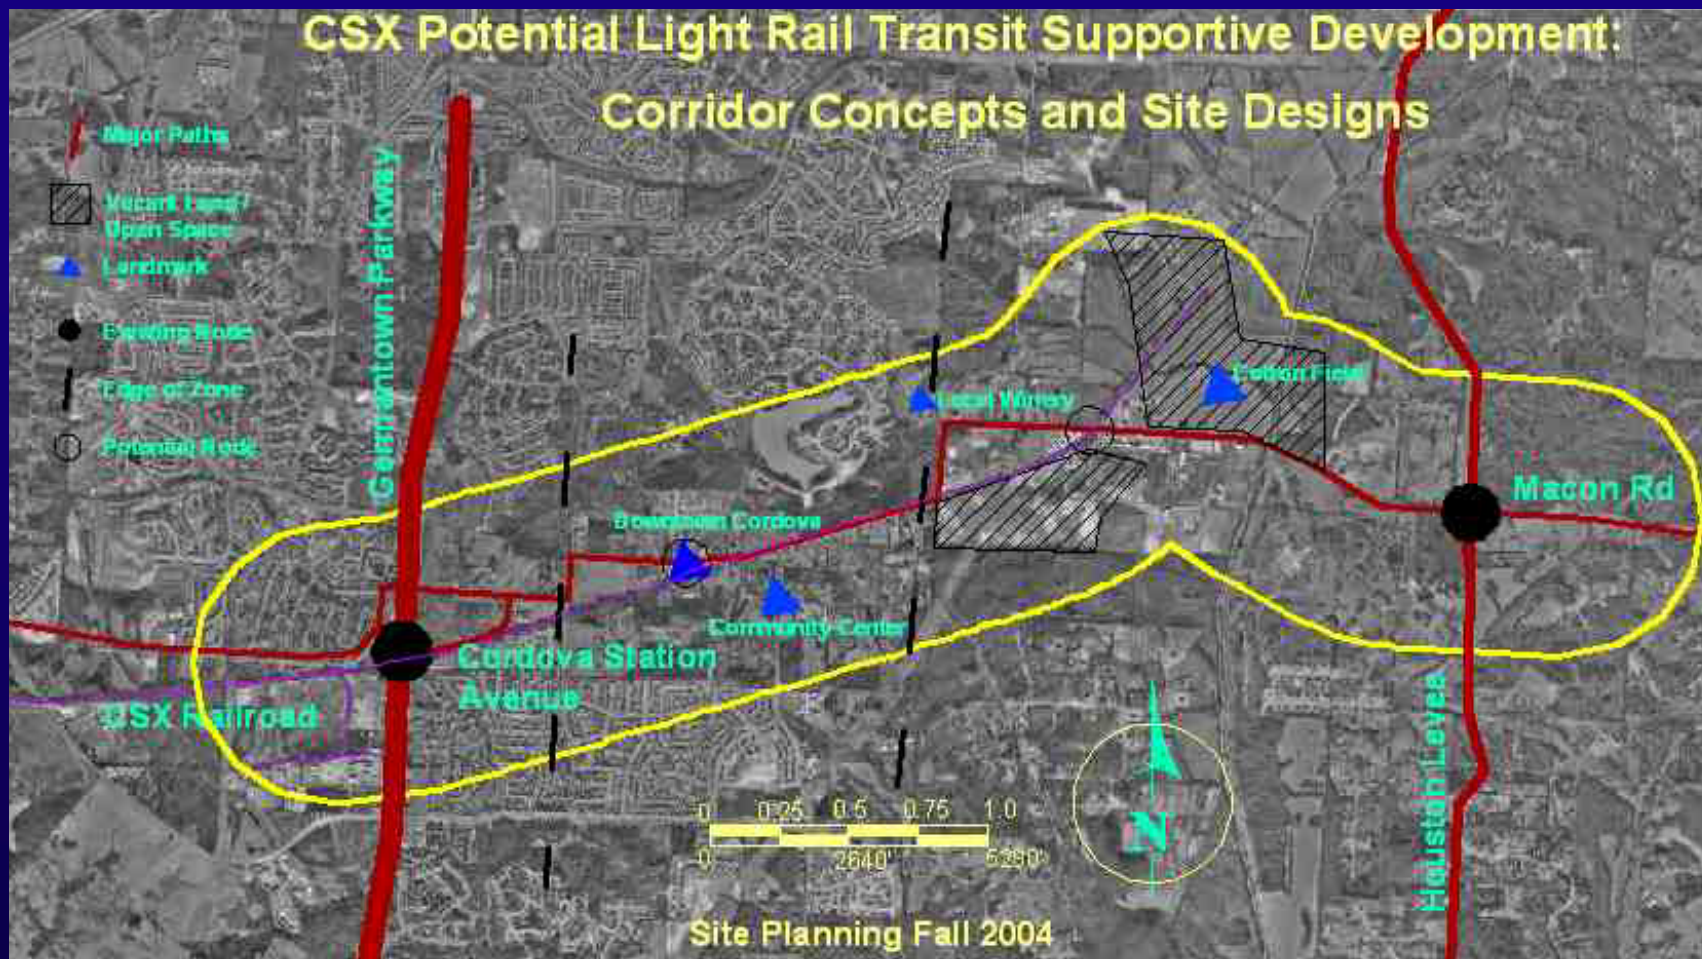 CSX Potential Light Rail Transit Supportive Development:
Corridor Concepts and Site Designs
Major Paths
Vacant Land /
Open Space
Landmark
Existing Node
Edge of Zone
Potential Node
Germantown Parkway
Cotton Field
Local Winery
Macon Rd
Downtown Cordova
Community Center
Cordova Station
Avenue
CSX Railroad
Houston Levea
0 0.25 0.5 0.75 1.0
0 2640' 5280'
N
Site Planning Fall 2004